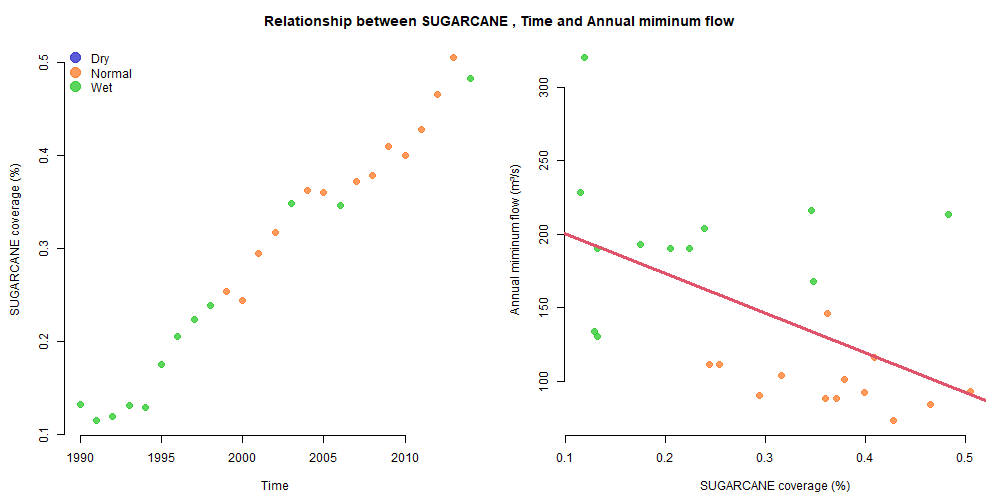 Relationship between SUGARCANE , Time and Annual miminum flow
Dry
Normal
Wet
SUGARCANE coverage (%)
0.5
0.4
0.3
0.2
0.1
1990
1995
2000
2005
2010
Time
Annual miminum flow (m³/s)
300
250
200
150
100
0.1
0.2
0.3
0.4
0.5
SUGARCANE coverage (%)